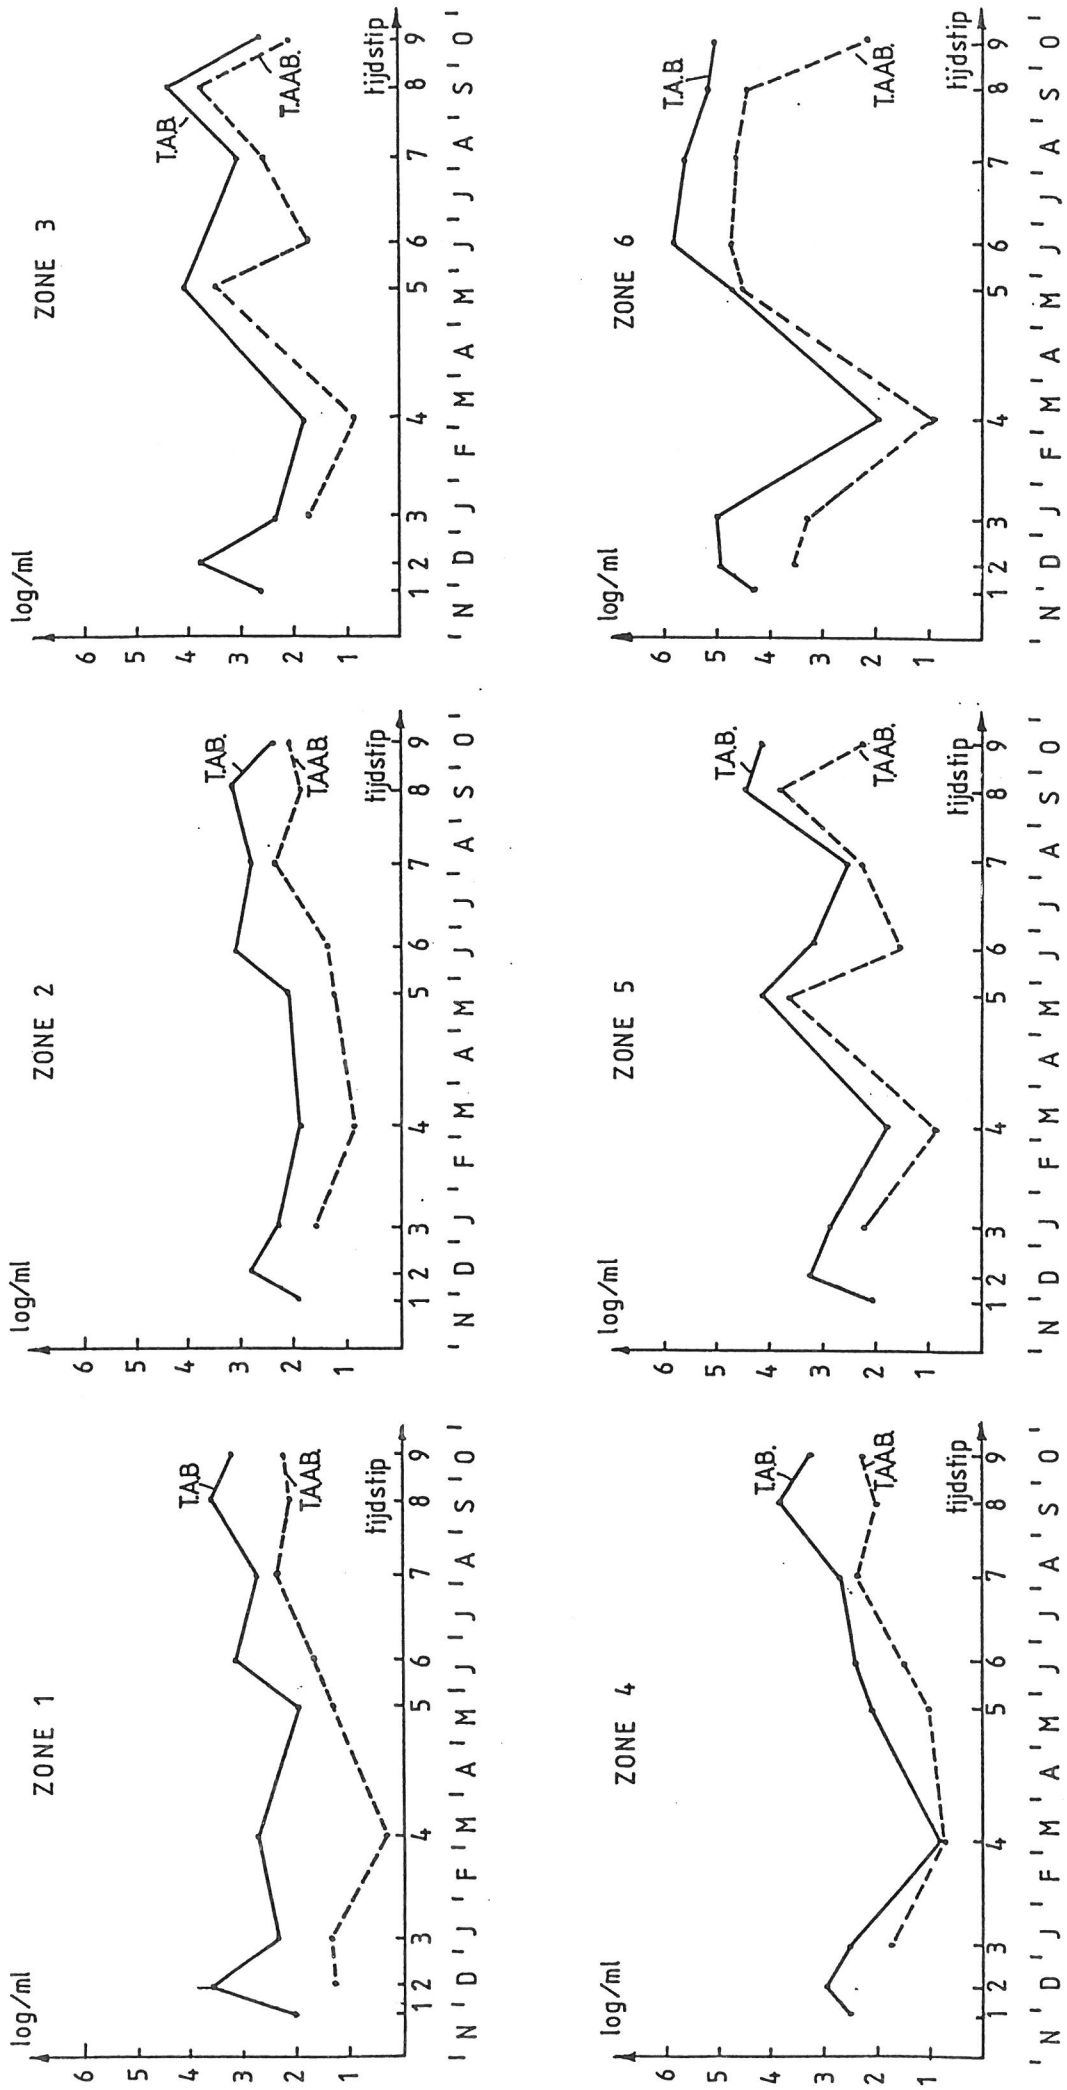 ZONE 1
log/ml
6
5
4
3
2
1
T.A.B
T.A.A.B.
tijdstip
1 2 3 4 5 6 7 8 9
' N ' D ' J ' F ' M ' A ' M ' J ' J ' A ' S ' O '
ZONE 2
log/ml
6
5
4
3
2
1
T.A.B.
T.A.A.B.
tijdstip
1 2 3 4 5 6 7 8 9
' N ' D ' J ' F ' M ' A ' M ' J ' J ' A ' S ' O '
ZONE 3
log/ml
6
5
4
3
2
1
T.A.B.
T.A.A.B.
tijdstip
1 2 3 4 5 6 7 8 9
' N ' D ' J ' F ' M ' A ' M ' J ' J ' A ' S ' O '
ZONE 4
log/ml
6
5
4
3
2
1
T.A.B.
T.A.A.B.
tijdstip
1 2 3 4 5 6 7 8 9
' N ' D ' J ' F ' M ' A ' M ' J ' J ' A ' S ' O '
ZONE 5
log/ml
6
5
4
3
2
1
T.A.B.
T.A.A.B.
tijdstip
1 2 3 4 5 6 7 8 9
' N ' D ' J ' F ' M ' A ' M ' J ' J ' A ' S ' O '
ZONE 6
log/ml
6
5
4
3
2
1
T.A.B.
T.A.A.B.
tijdstip
1 2 3 4 5 6 7 8 9
' N ' D ' J ' F ' M ' A ' M ' J ' J ' A ' S ' O '